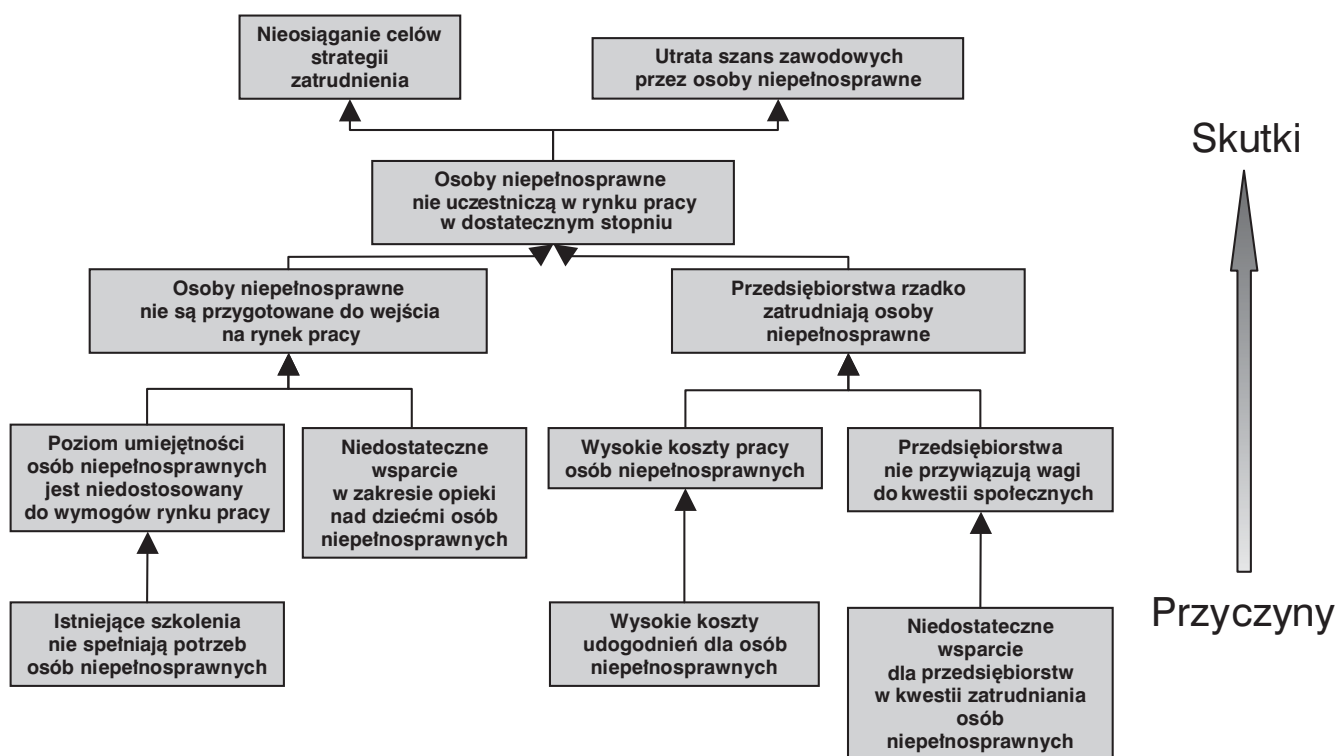 Nieosiąganie celów
strategii
zatrudnienia
Utrata szans zawodowych
przez osoby niepełnosprawne
Skutki
Osoby niepełnosprawne
nie uczestniczą w rynku pracy
w dostatecznym stopniu
Osoby niepełnosprawne
nie są przygotowane do wejścia
na rynek pracy
Przedsiębiorstwa rzadko
zatrudniają osoby
niepełnosprawne
Poziom umiejętności
osób niepełnosprawnych
jest niedostosowany
do wymogów rynku pracy
Niedostateczne
wsparcie
w zakresie opieki
nad dziećmi osób
niepełnosprawnych
Wysokie koszty pracy
osób niepełnosprawnych
Przedsiębiorstwa
nie przywiązują wagi
do kwestii społecznych
Przyczyny
Istniejące szkolenia
nie spełniają potrzeb
osób niepełnosprawnych
Wysokie koszty
udogodnień dla osób
niepełnosprawnych
Niedostateczne
wsparcie
dla przedsiębiorstw
w kwestii zatrudniania
osób
niepełnosprawnych